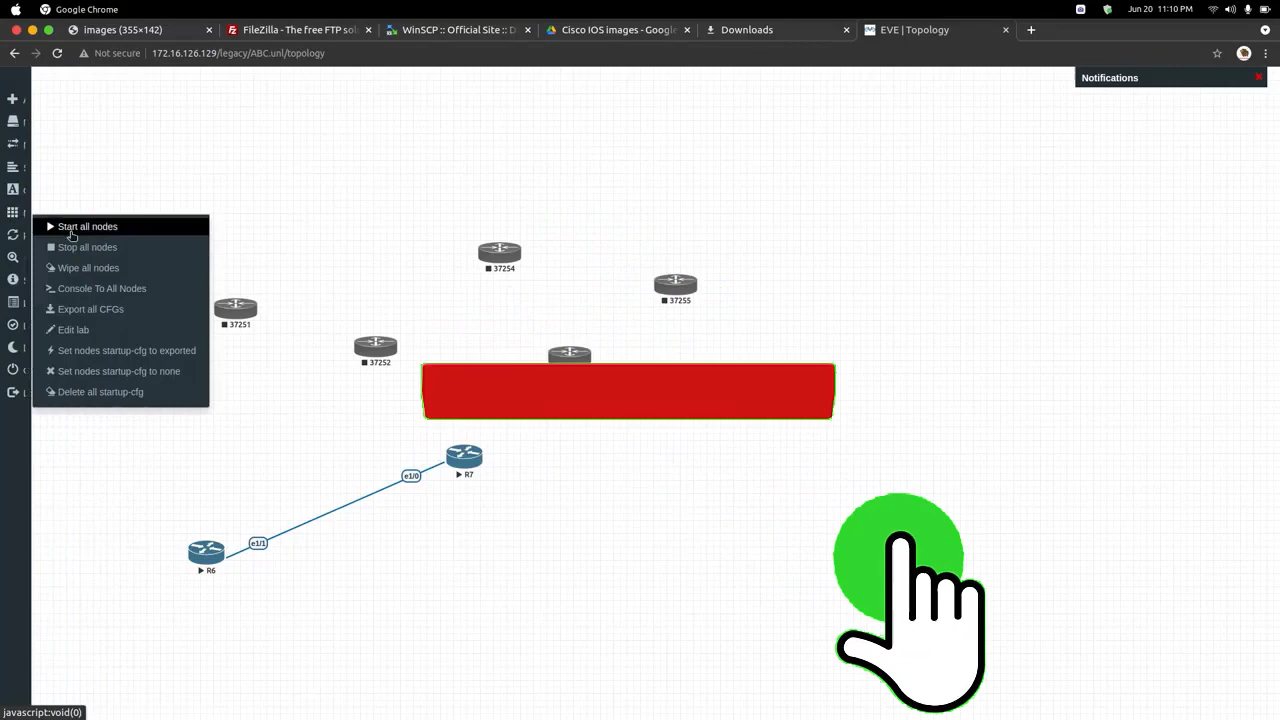 Google Chrome
Jun 20 11:10 PM
images (355×142)
FileZilla - The free FTP sol
WinSCP :: Official Site :: D
Cisco IOS images - Google
Downloads
EVE | Topology
Not secure
172.16.126.129/legacy/ABC.unl/topology
Notifications
Start all nodes
Stop all nodes
Wipe all nodes
Console To All Nodes
Export all CFGs
Edit lab
Set nodes startup-cfg to exported
Set nodes startup-cfg to none
Delete all startup-cfg
37254
37255
37251
37252
e1/0
R7
e1/1
R6
javascript:void(0)